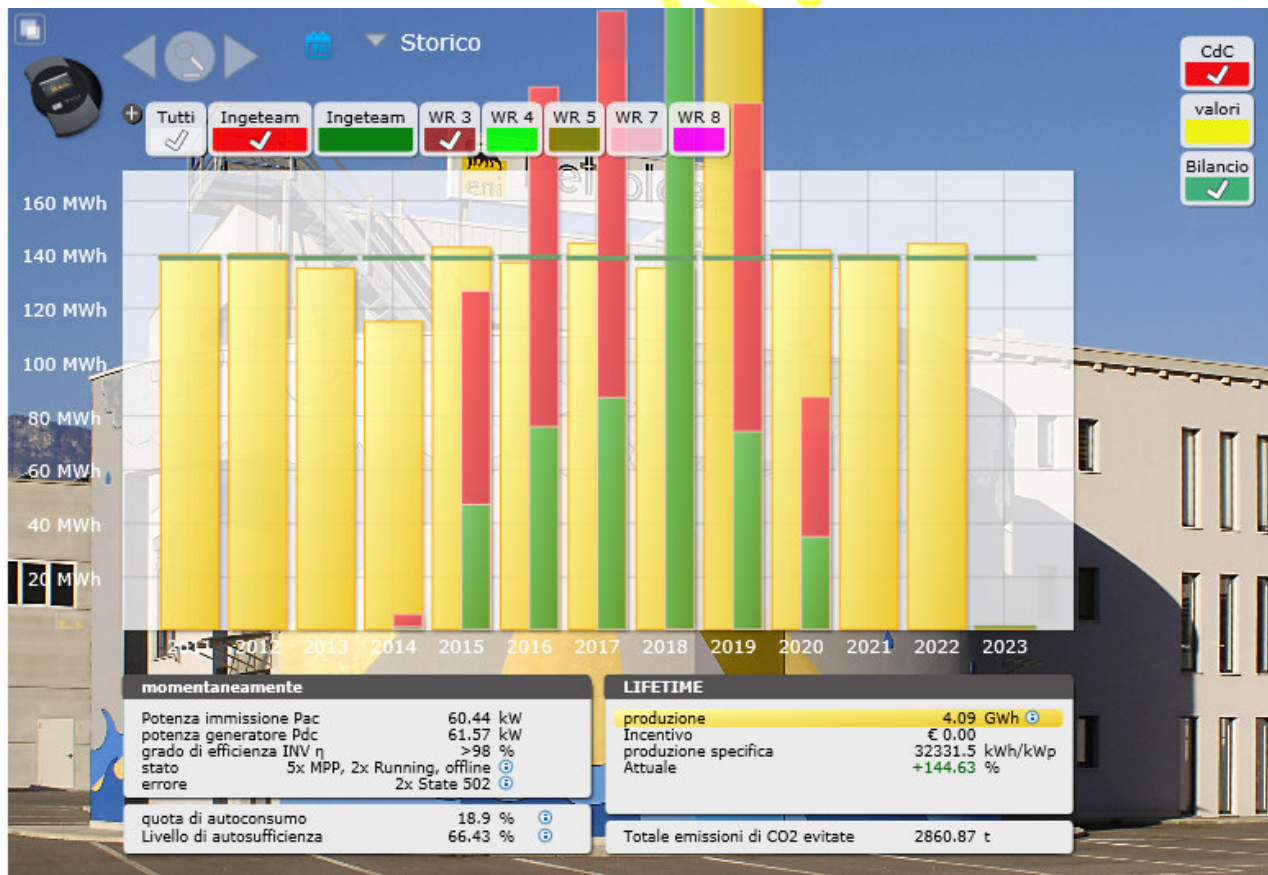 Storico
CdC
valori
Bilancio
Tutti Ingeteam Ingeteam WR 3 WR 4 WR 5 WR 7 WR 8
eni
160 MWh
140 MWh
120 MWh
100 MWh
80 MWh
60 MWh
40 MWh
20 MWh
2011 2012 2013 2014 2015 2016 2017 2018 2019 2020 2021 2022 2023
momentaneamente
Potenza immissione Pac 60.44 kW
potenza generatore Pdc 61.57 kW
grado di efficienza INV η >98 %
stato 5x MPP, 2x Running, offline
errore 2x State 502
quota di autoconsumo 18.9 %
Livello di autosufficienza 66.43 %
LIFETIME
produzione 4.09 GWh
Incentivo € 0.00
produzione specifica 32331.5 kWh/kWp
Attuale +144.63 %
Totale emissioni di CO2 evitate 2860.87 t